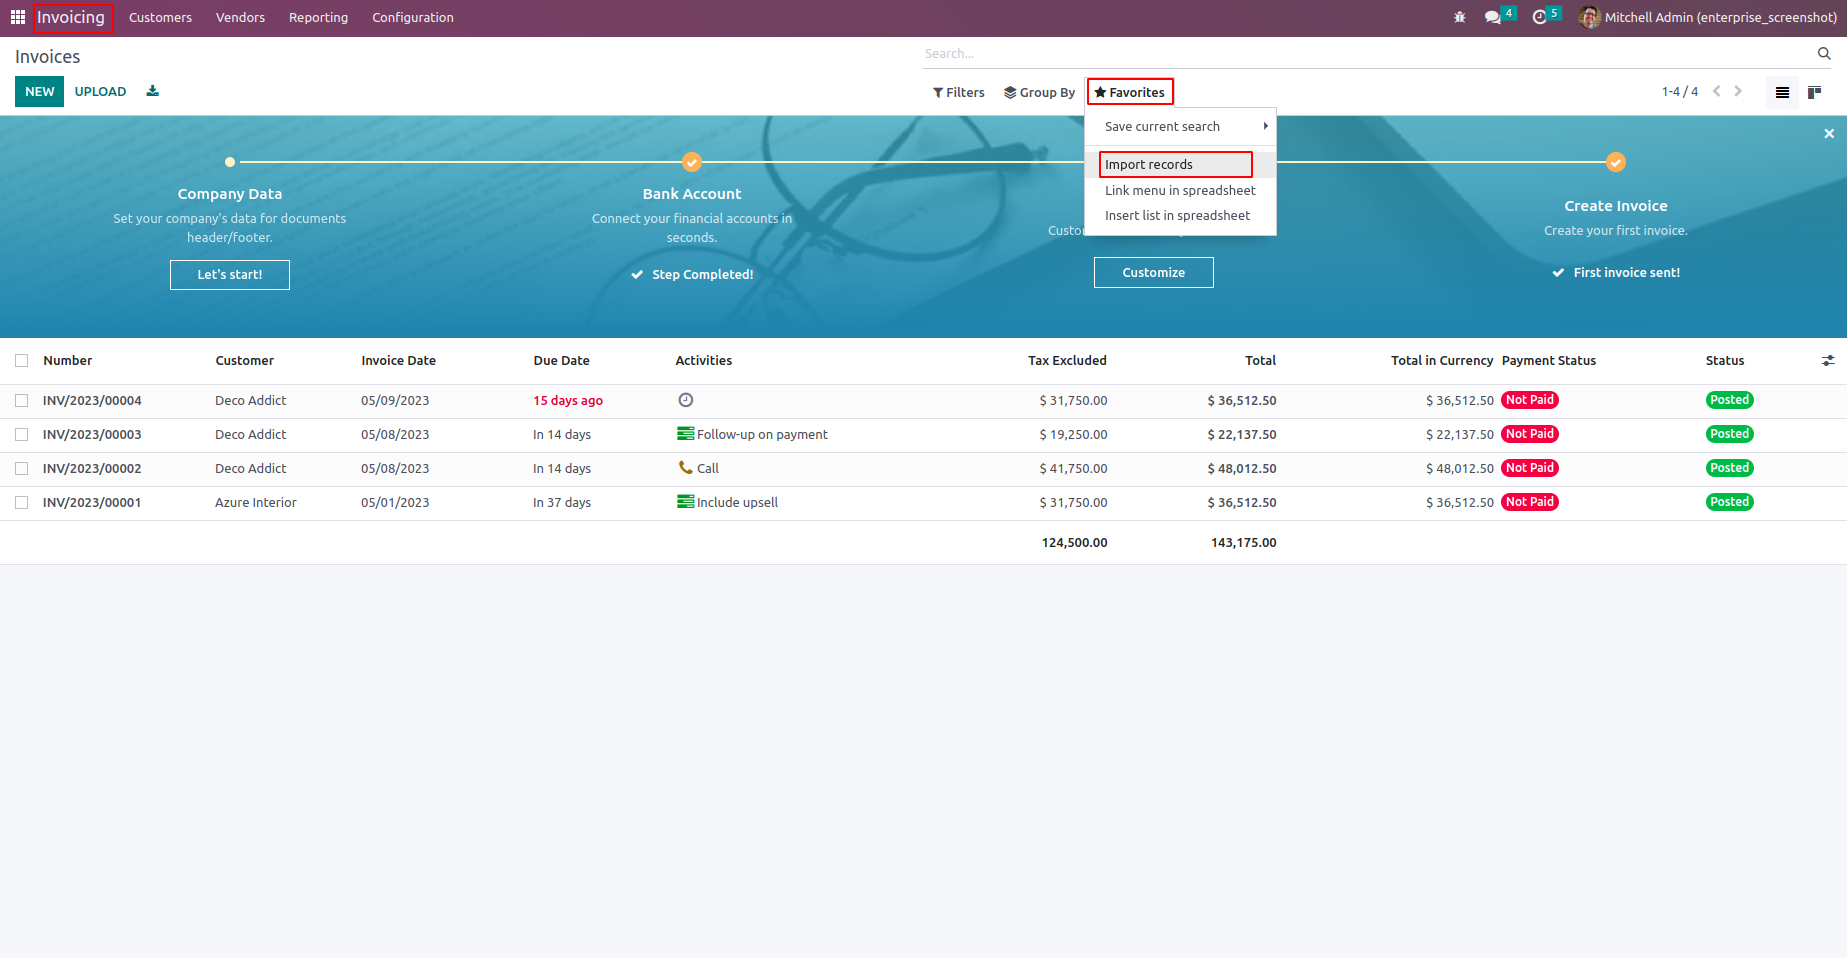 Invoicing Customers Vendors Reporting Configuration 4 5 Mitchell Admin (enterprise_screenshot)
Invoices
Search...
NEW UPLOAD
Filters Group By Favorites
1-4 / 4
Save current search
Import records
Link menu in spreadsheet
Insert list in spreadsheet
Company Data
Set your company's data for documents
header/footer.
Let's start!
Bank Account
Connect your financial accounts in
seconds.
Step Completed!
Customize
Create Invoice
Create your first invoice.
First invoice sent!
Number Customer Invoice Date Due Date Activities Tax Excluded Total Total in Currency Payment Status Status
INV/2023/00004 Deco Addict 05/09/2023 15 days ago $ 31,750.00 $ 36,512.50 $ 36,512.50 Not Paid Posted
INV/2023/00003 Deco Addict 05/08/2023 In 14 days Follow-up on payment $ 19,250.00 $ 22,137.50 $ 22,137.50 Not Paid Posted
INV/2023/00002 Deco Addict 05/08/2023 In 14 days Call $ 41,750.00 $ 48,012.50 $ 48,012.50 Not Paid Posted
INV/2023/00001 Azure Interior 05/01/2023 In 37 days Include upsell $ 31,750.00 $ 36,512.50 $ 36,512.50 Not Paid Posted
124,500.00 143,175.00